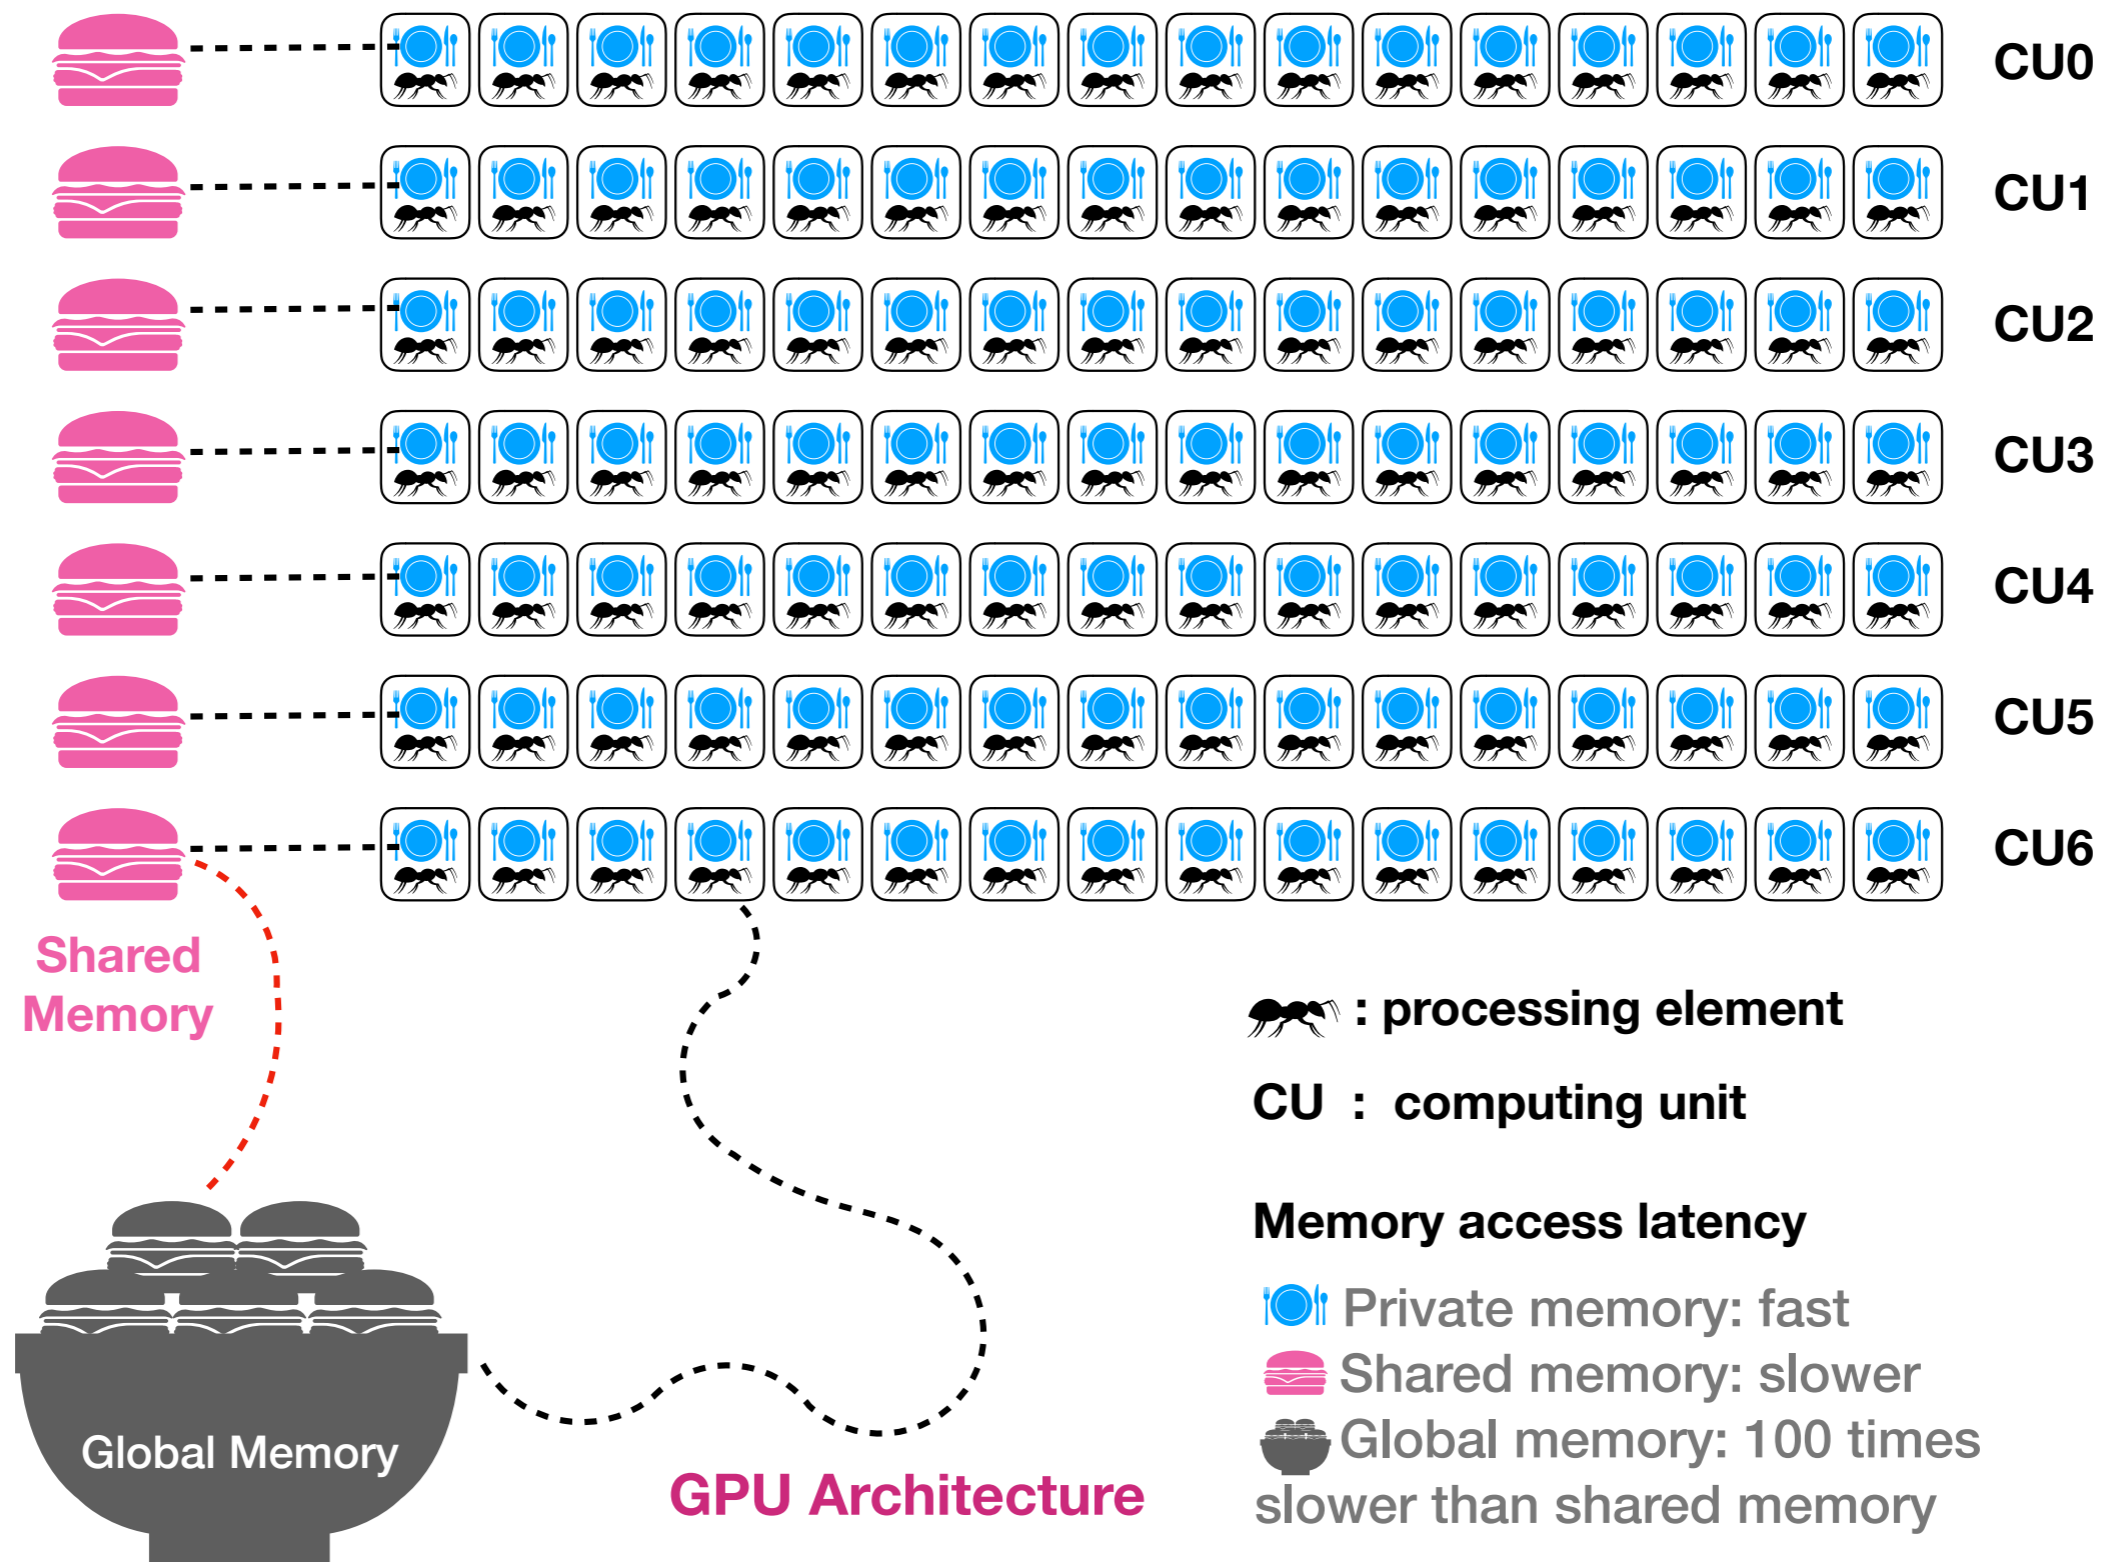 CU0
CU1
CU2
CU3
CU4
CU5
CU6
Shared
Memory
: processing element
CU : computing unit
Memory access latency
Private memory: fast
Shared memory: slower
Global memory: 100 times
slower than shared memory
Global Memory
GPU Architecture